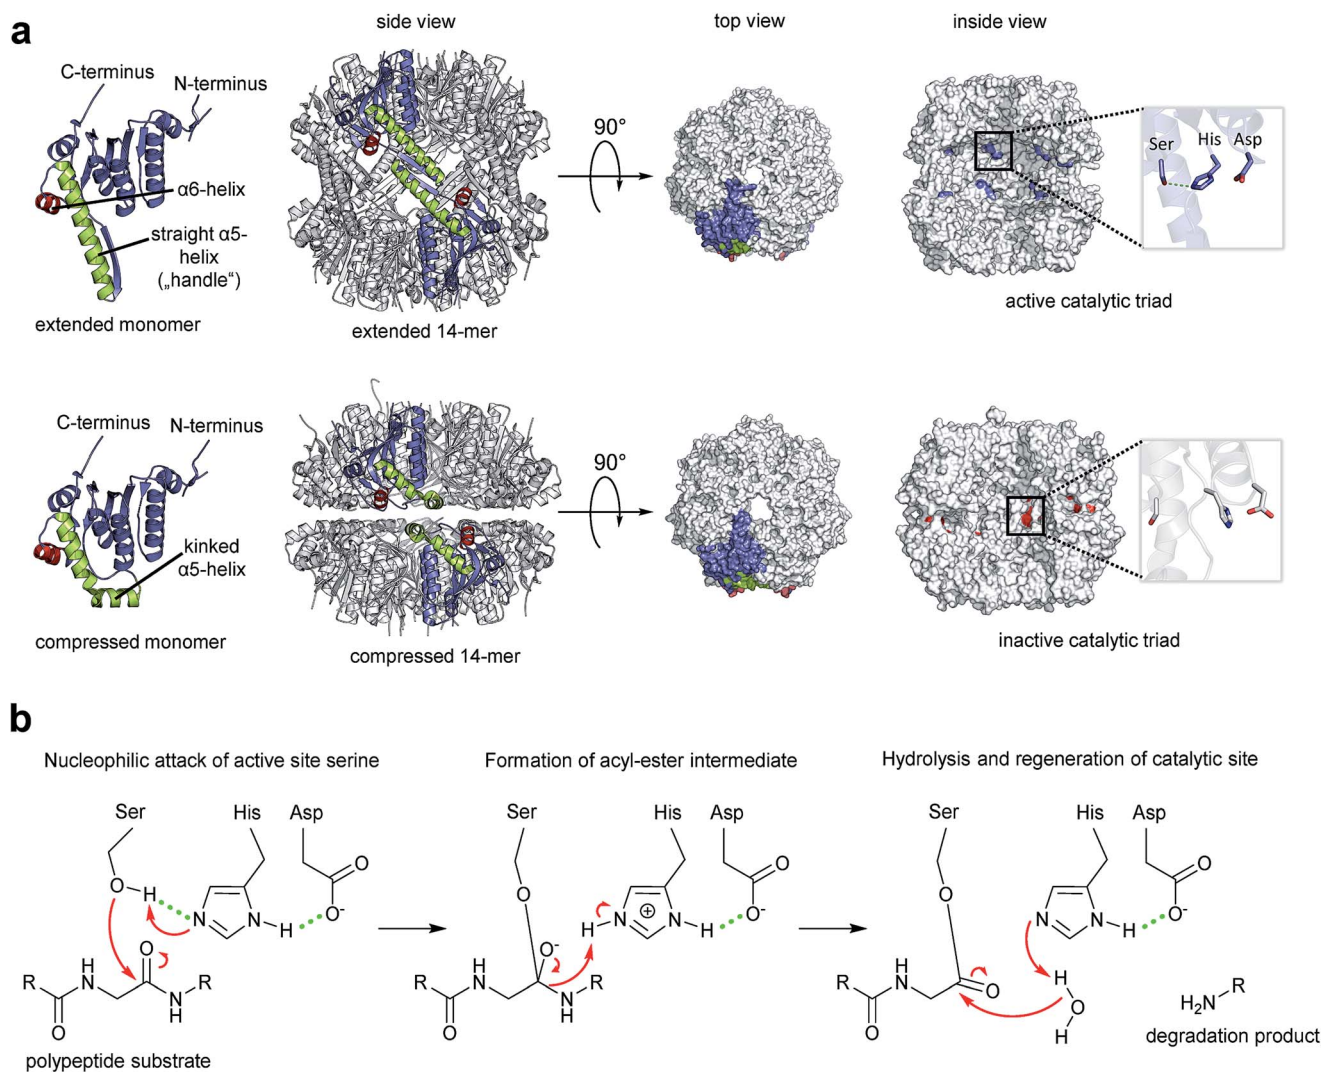 a
side view
top view
inside view
C-terminus
N-terminus
90°
Ser
His
Asp
α6-helix
straight α5-
helix
(„handle“)
extended monomer
extended 14-mer
active catalytic triad
C-terminus
N-terminus
90°
kinked
α5-helix
compressed monomer
compressed 14-mer
inactive catalytic triad
b
Nucleophilic attack of active site serine
Formation of acyl-ester intermediate
Hydrolysis and regeneration of catalytic site
Ser
His
Asp
Ser
His
Asp
Ser
His
Asp
O
O H
N
N H
O-
O
H
N
R
R
N
H
O
polypeptide substrate
O
O
O-
H N
⊕
N H
O-
H
N
R
R
N
H
O
O
O
N
N H
O-
H
N
R
O
O
H
O
H
H₂N R
degradation product